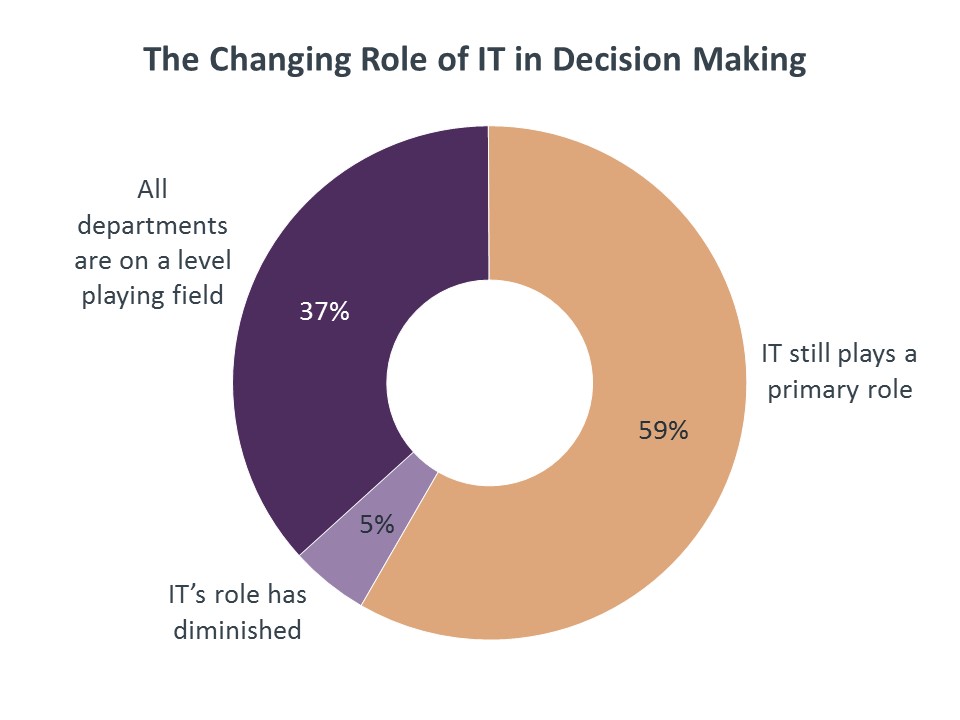 The Changing Role of IT in Decision Making
All
departments
are on a level
playing field
37%
IT still plays a
primary role
59%
5%
IT’s role has
diminished